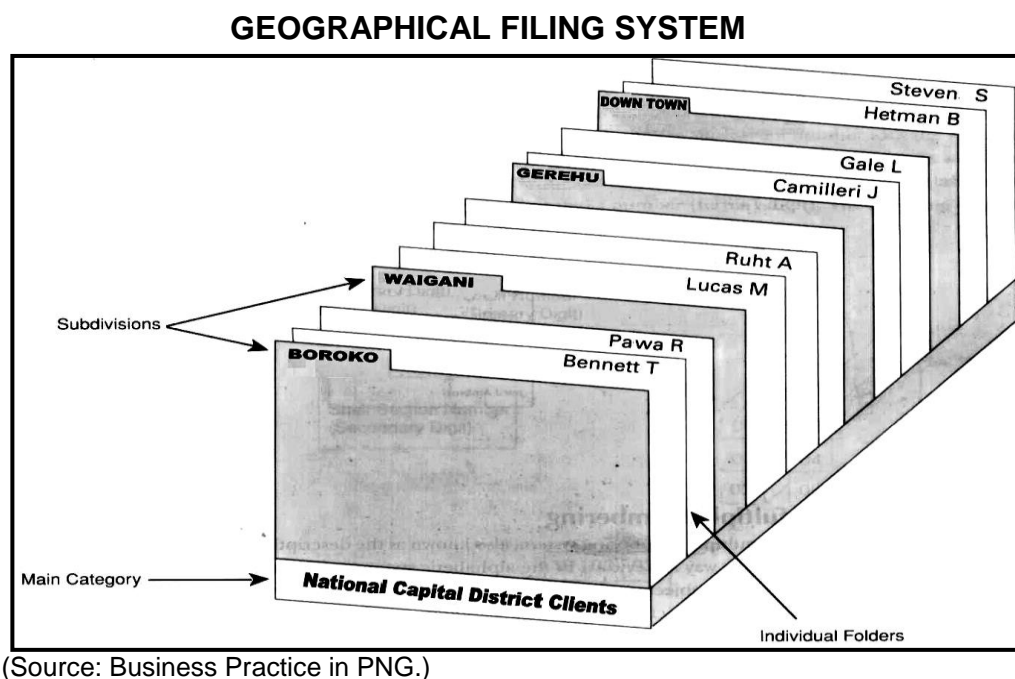 GEOGRAPHICAL FILING SYSTEM
Steven S
Hetman B
DOWN TOWN
Gale L
Camilleri J
GEREHU
Ruht A
Lucas M
WAIGANI
Subdivisions
Pawa R
Bennett T
BOROKO
Main Category
National Capital District Clients
Individual Folders
(Source: Business Practice in PNG.)